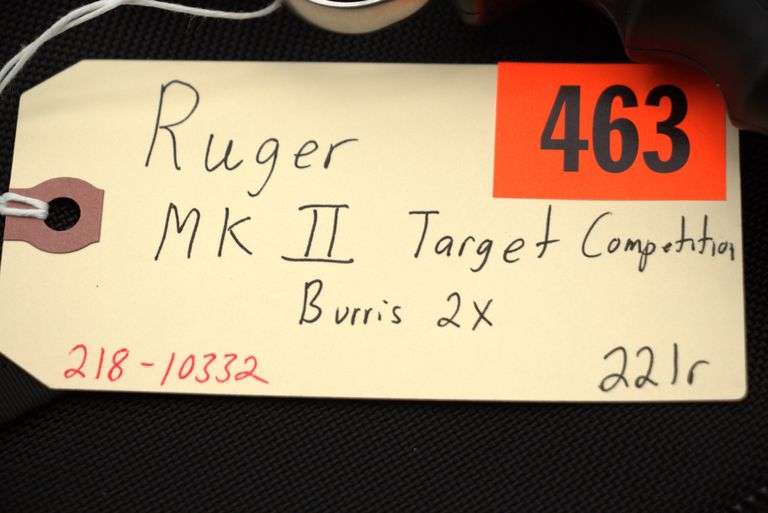 463
Ruger
MK II Target Competition
Burris 2X
218-10332
22lr